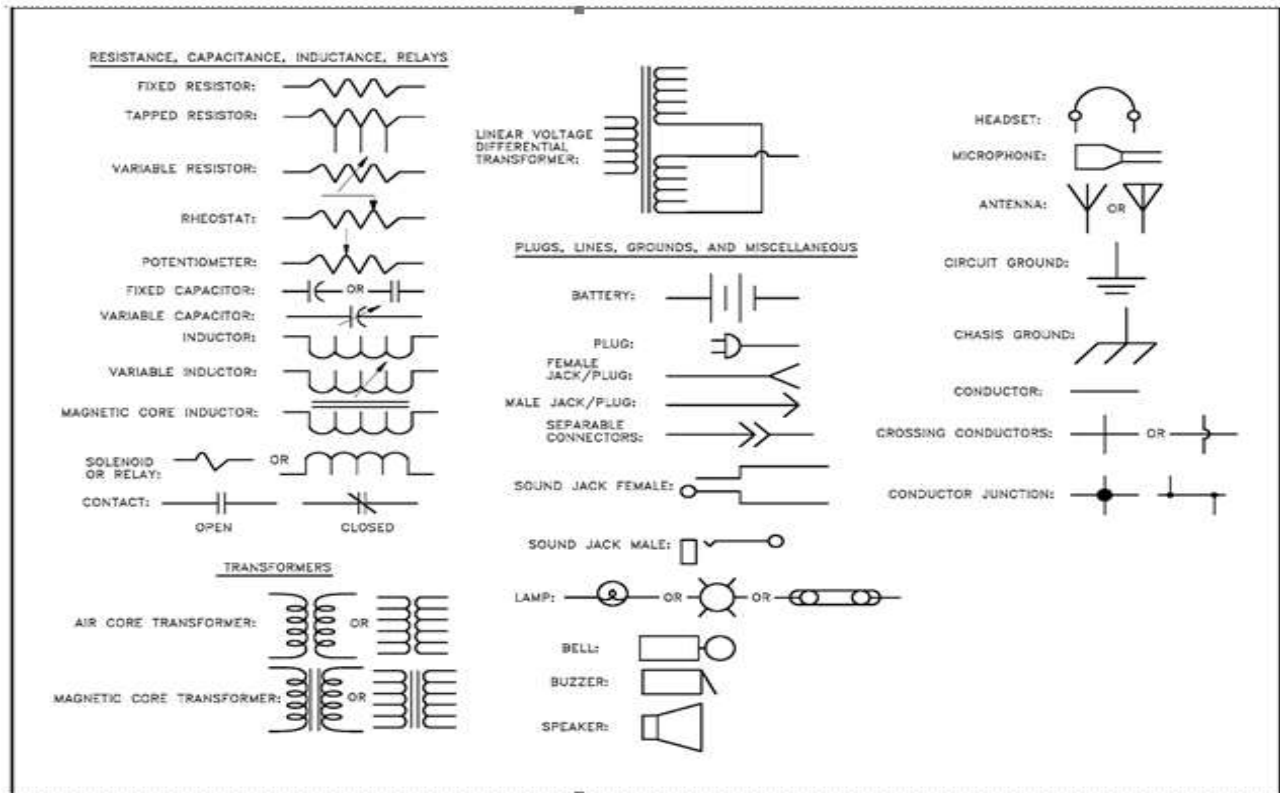 RESISTANCE, CAPACITANCE, INDUCTANCE, RELAYS
FIXED RESISTOR:
TAPPED RESISTOR:
VARIABLE RESISTOR:
RHEOSTAT:
POTENTIOMETER:
FIXED CAPACITOR: OR
VARIABLE CAPACITOR:
INDUCTOR:
VARIABLE INDUCTOR:
MAGNETIC CORE INDUCTOR:
SOLENOID
OR RELAY: OR
CONTACT:
OPEN CLOSED
TRANSFORMERS
AIR CORE TRANSFORMER: OR
MAGNETIC CORE TRANSFORMER: OR
LINEAR VOLTAGE
DIFFERENTIAL
TRANSFORMER:
PLUGS, LINES, GROUNDS, AND MISCELLANEOUS
BATTERY:
PLUG:
FEMALE
JACK/PLUG:
MALE JACK/PLUG:
SEPARABLE
CONNECTORS:
SOUND JACK FEMALE:
SOUND JACK MALE:
LAMP: OR OR
BELL:
BUZZER:
SPEAKER:
HEADSET:
MICROPHONE:
ANTENNA: OR
CIRCUIT GROUND:
CHASIS GROUND:
CONDUCTOR:
CROSSING CONDUCTORS: OR
CONDUCTOR JUNCTION: